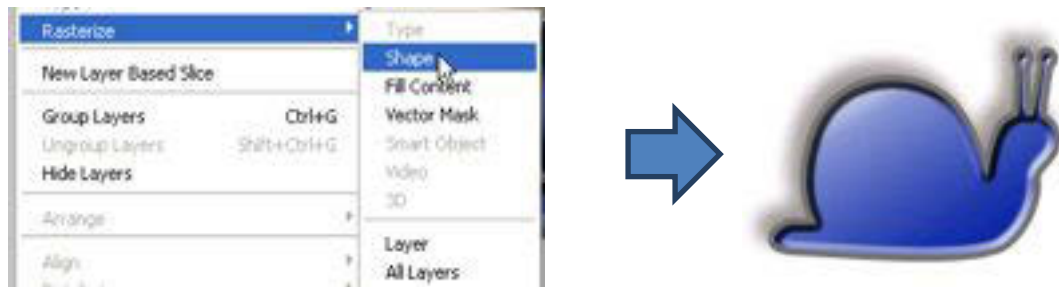 Rasterize
New Layer Based Slice
Group Layers Ctrl+G
Ungroup Layers Shift+Ctrl+G
Hide Layers
Arrange
Align
Type
Shape
Fill Content
Vector Mask
Smart Object
Video
3D
Layer
All Layers